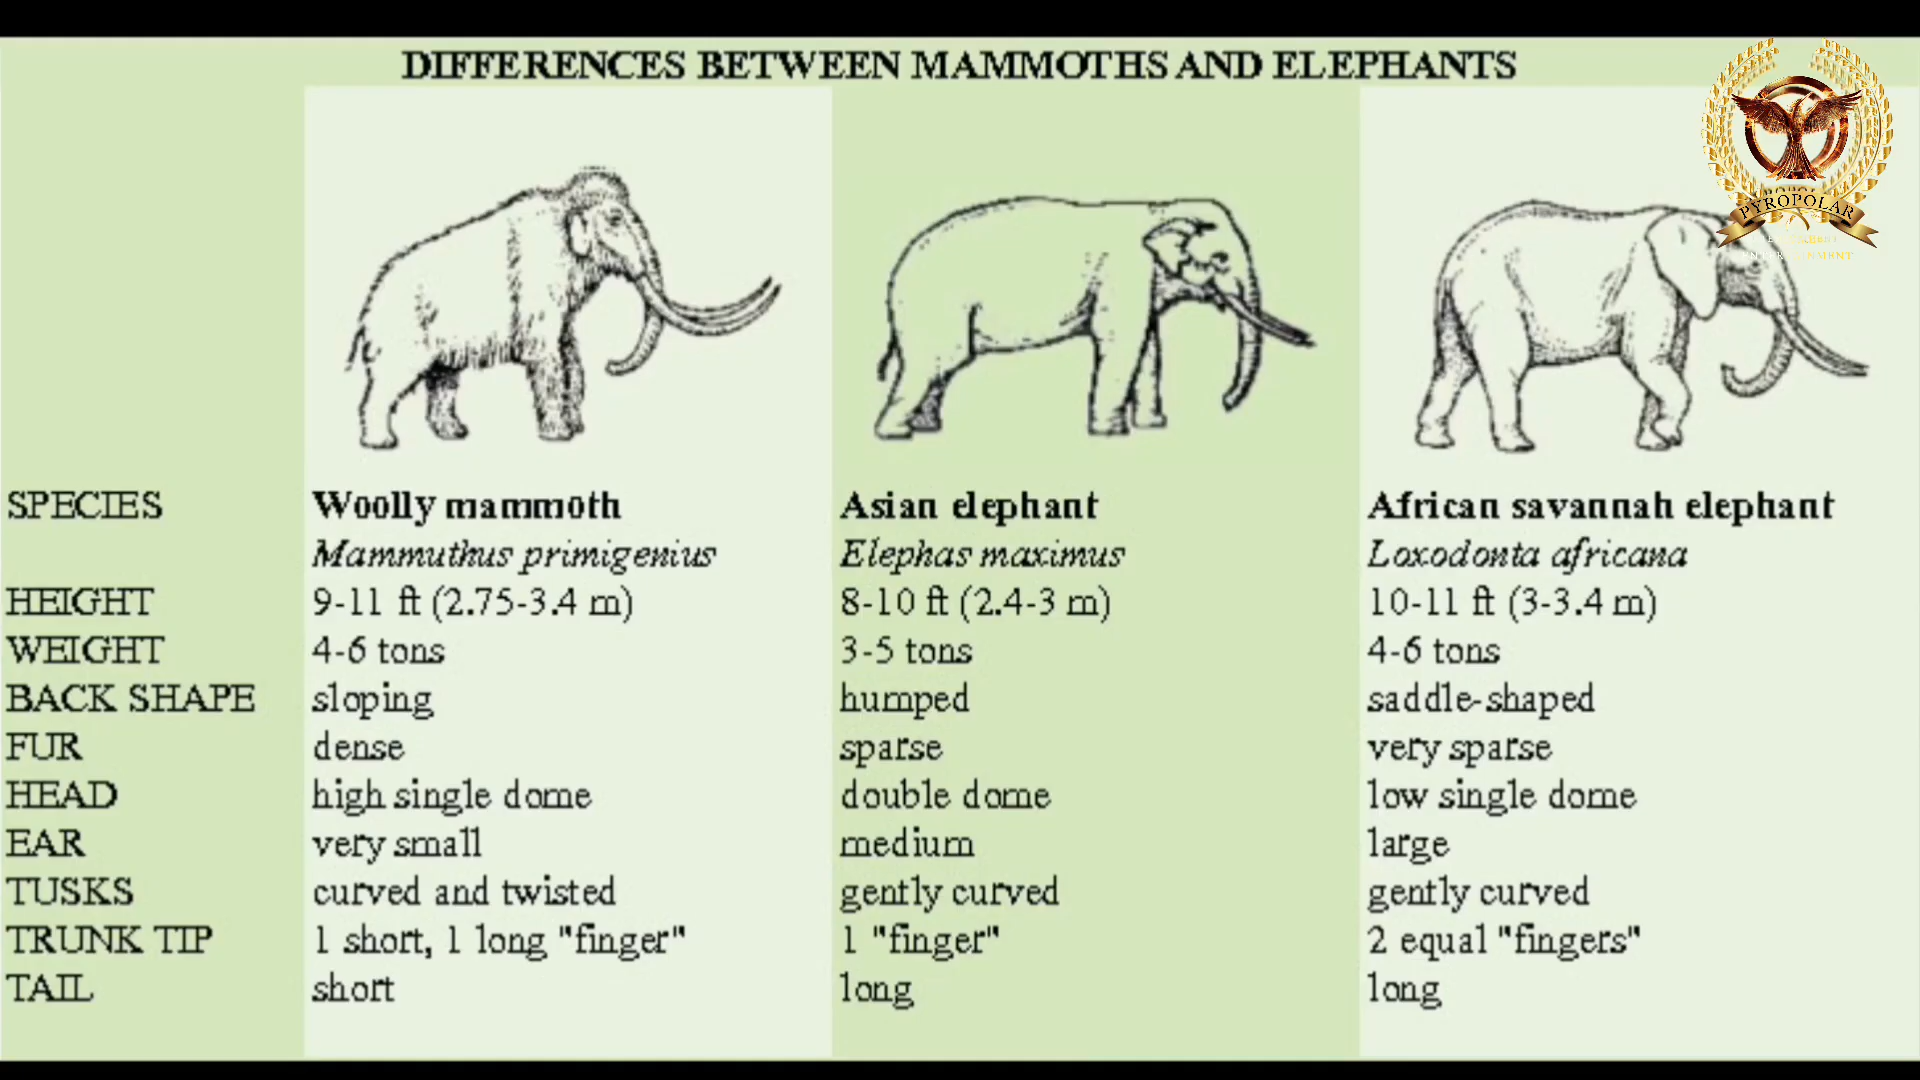 DIFFERENCES BETWEEN MAMMOTHS AND ELEPHANTS
PYROPOLAR
SPECIES Woolly mammoth Asian elephant African savannah elephant
Mammuthus primigenius Elephas maximus Loxodonta africana
HEIGHT 9-11 ft (2.75-3.4 m) 8-10 ft (2.4-3 m) 10-11 ft (3-3.4 m)
WEIGHT 4-6 tons 3-5 tons 4-6 tons
BACK SHAPE sloping humped saddle-shaped
FUR dense sparse very sparse
HEAD high single dome double dome low single dome
EAR very small medium large
TUSKS curved and twisted gently curved gently curved
TRUNK TIP 1 short, 1 long "finger" 1 "finger" 2 equal "fingers"
TAIL short long long